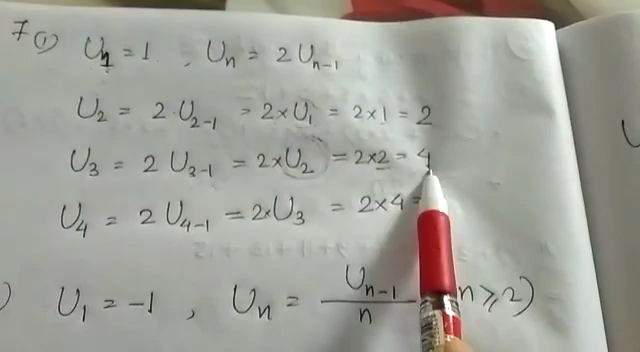 7 (1) U₁ = 1 , Uₙ = 2 Uₙ₋₁
U₂ = 2·U₂₋₁ = 2×U₁ = 2×1 = 2
U₃ = 2 U₃₋₁ = 2×U₂ = 2×2 = 4
U₄ = 2 U₄₋₁ = 2×U₃ = 2×4 =
) U₁ = -1 , Uₙ = Uₙ₋₁/n n ≥ 2)